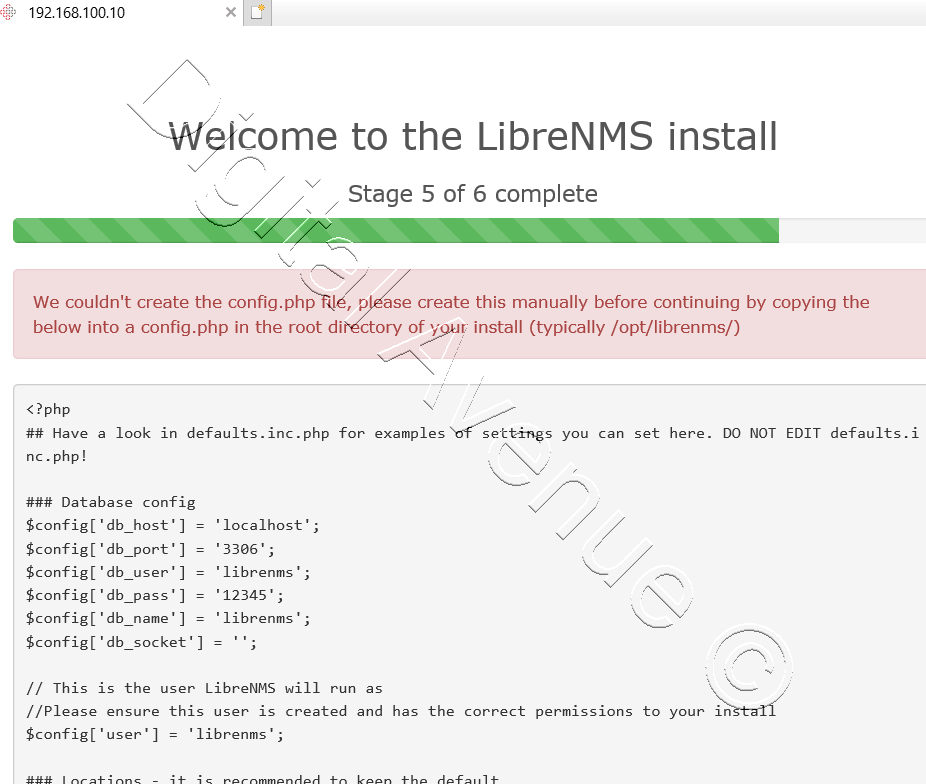 192.168.100.10
Welcome to the LibreNMS install
Stage 5 of 6 complete
We couldn't create the config.php file, please create this manually before continuing by copying the
below into a config.php in the root directory of your install (typically /opt/librenms/)
<?php
## Have a look in defaults.inc.php for examples of settings you can set here. DO NOT EDIT defaults.i
nc.php!
### Database config
$config['db_host'] = 'localhost';
$config['db_port'] = '3306';
$config['db_user'] = 'librenms';
$config['db_pass'] = '12345';
$config['db_name'] = 'librenms';
$config['db_socket'] = '';
// This is the user LibreNMS will run as
//Please ensure this user is created and has the correct permissions to your install
$config['user'] = 'librenms';
### Locations - it is recommended to keep the default
Digital Avenue ©